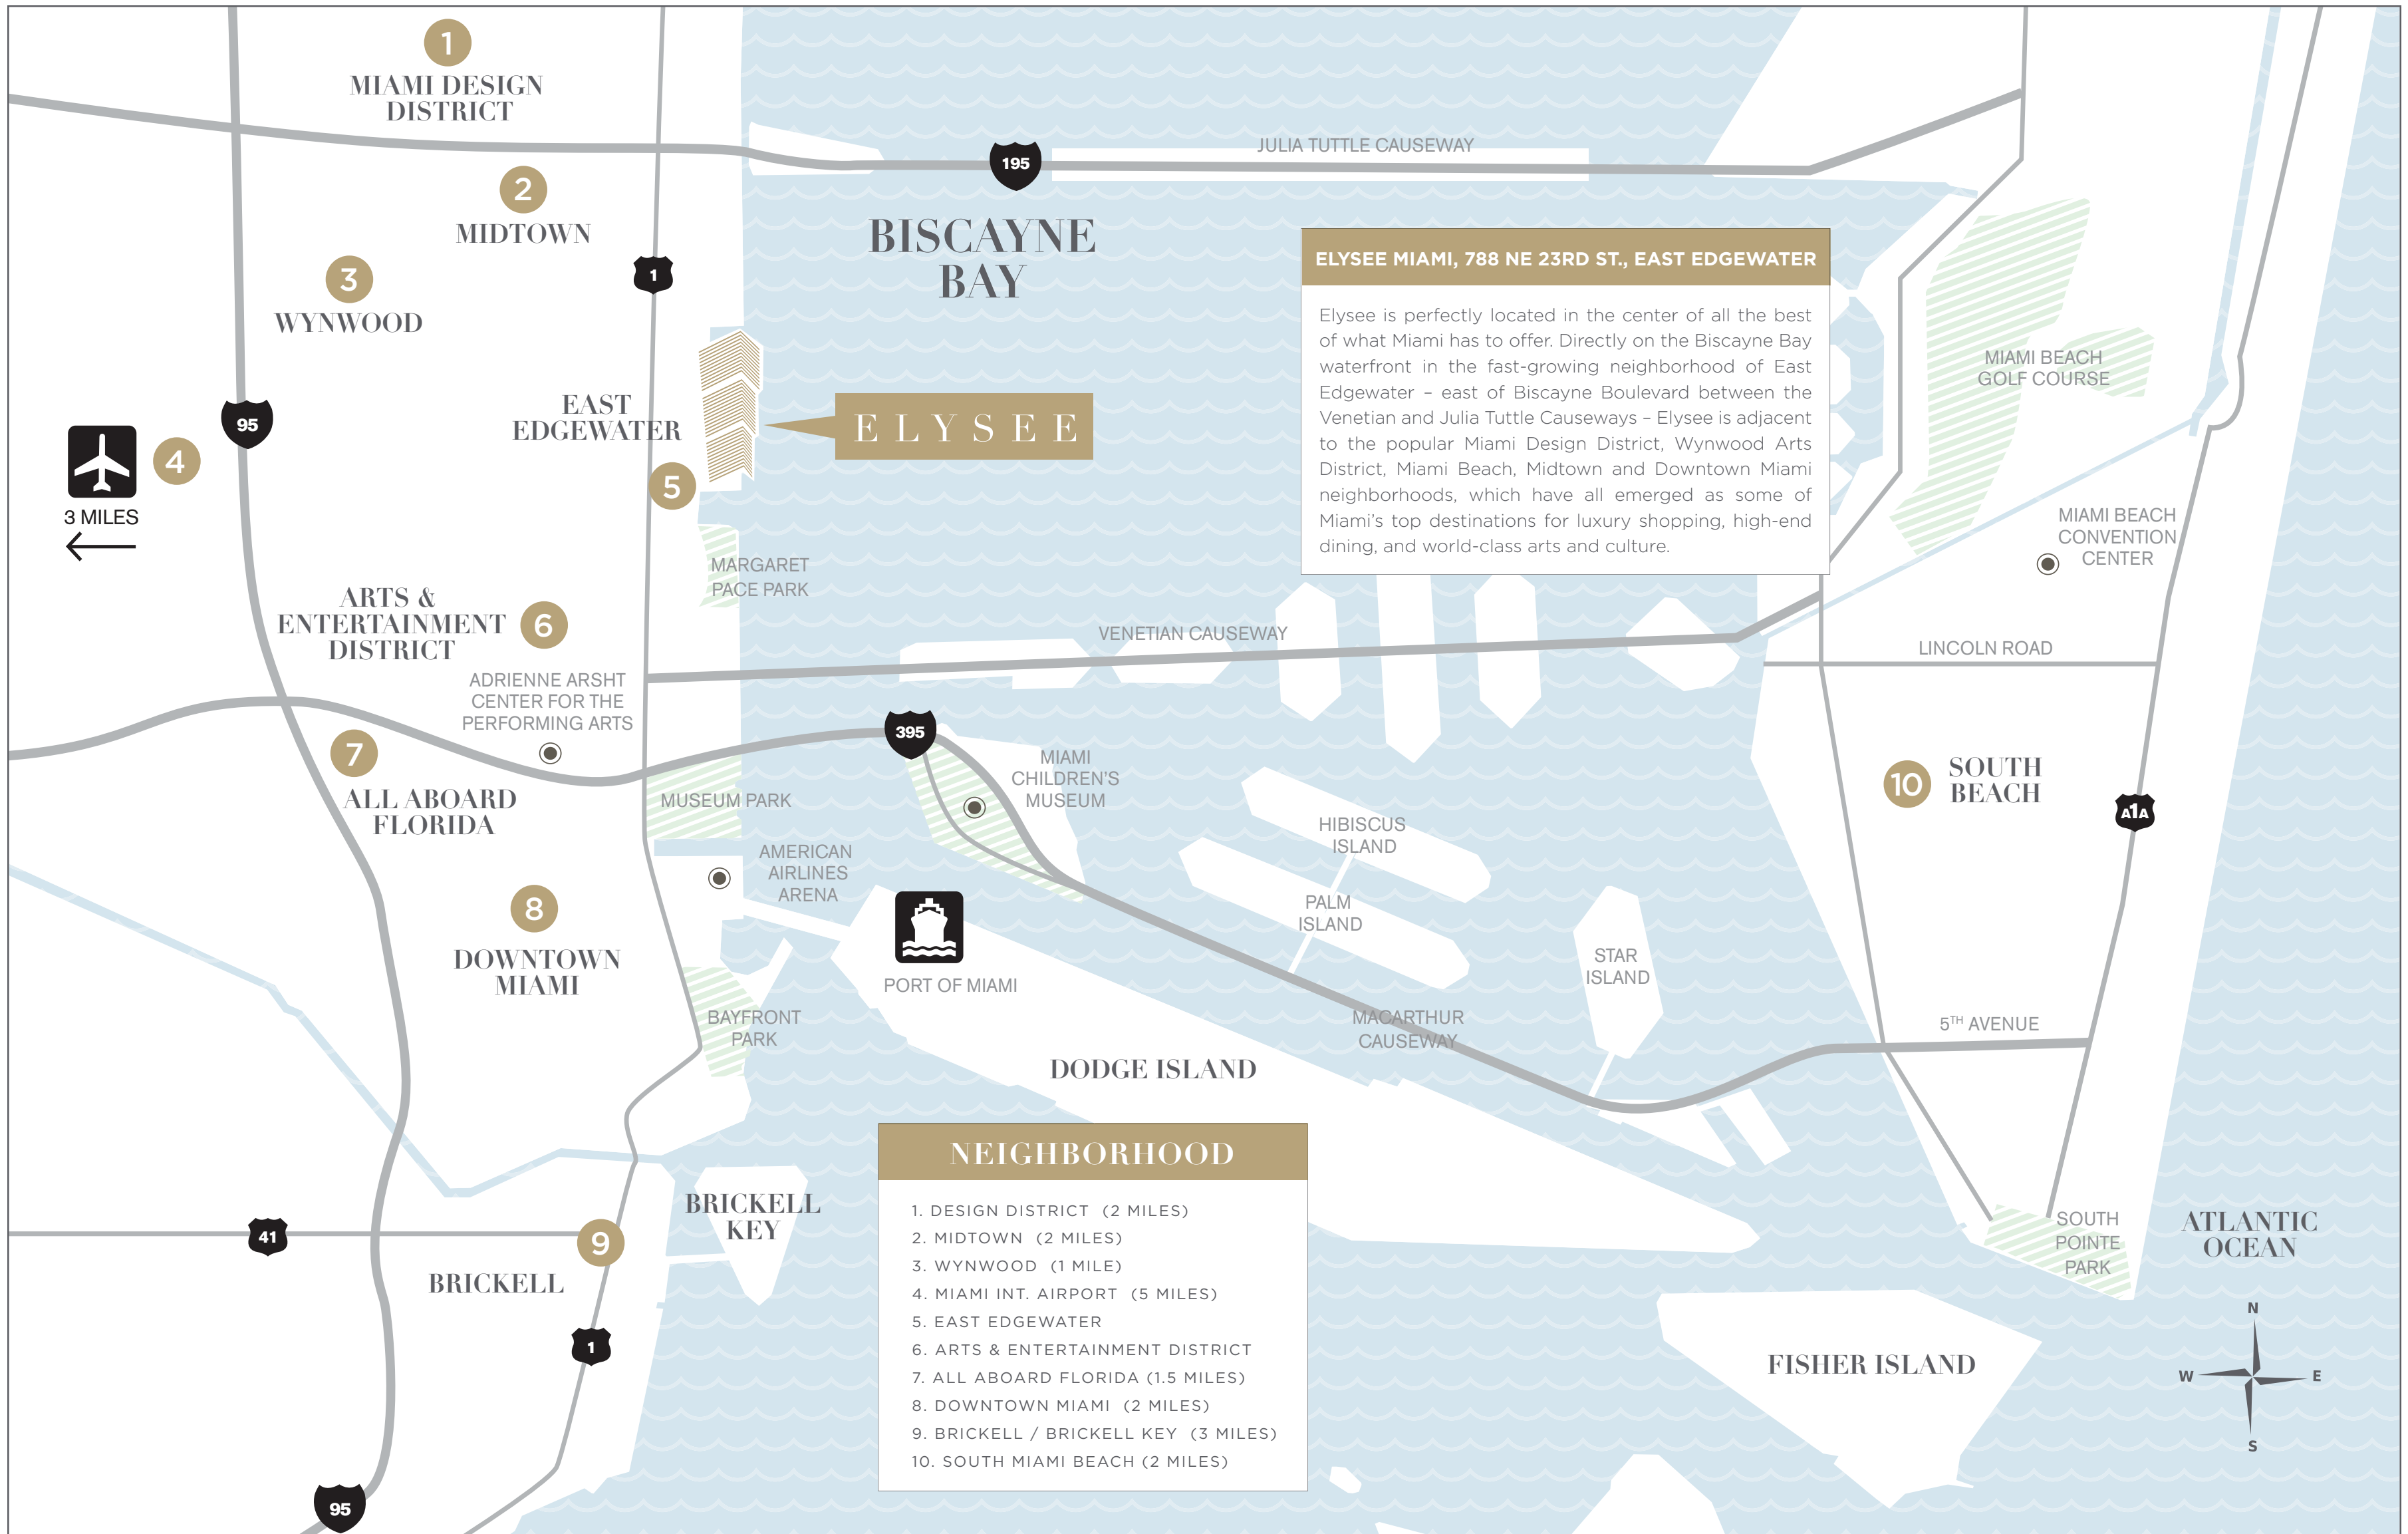 1
MIAMI DESIGN
DISTRICT
195
JULIA TUTTLE CAUSEWAY
2
MIDTOWN
3
WYNWOOD
1
BISCAYNE
BAY
ELYSEE MIAMI, 788 NE 23RD ST., EAST EDGEWATER
Elysee is perfectly located in the center of all the best
of what Miami has to offer. Directly on the Biscayne Bay
waterfront in the fast-growing neighborhood of East
Edgewater – east of Biscayne Boulevard between the
Venetian and Julia Tuttle Causeways – Elysee is adjacent
to the popular Miami Design District, Wynwood Arts
District, Miami Beach, Midtown and Downtown Miami
neighborhoods, which have all emerged as some of
Miami's top destinations for luxury shopping, high-end
dining, and world-class arts and culture.
MIAMI BEACH
GOLF COURSE
95
EAST
EDGEWATER
ELYSEE
4
3 MILES
5
MIAMI BEACH
CONVENTION
CENTER
MARGARET
PACE PARK
ARTS &
ENTERTAINMENT
DISTRICT
6
VENETIAN CAUSEWAY
LINCOLN ROAD
ADRIENNE ARSHT
CENTER FOR THE
PERFORMING ARTS
395
7
ALL ABOARD
FLORIDA
MUSEUM PARK
MIAMI
CHILDREN'S
MUSEUM
10
SOUTH
BEACH
A1A
HIBISCUS
ISLAND
AMERICAN
AIRLINES
ARENA
8
DOWNTOWN
MIAMI
PORT OF MIAMI
PALM
ISLAND
STAR
ISLAND
BAYFRONT
PARK
MACARTHUR
CAUSEWAY
5TH AVENUE
DODGE ISLAND
NEIGHBORHOOD
1. DESIGN DISTRICT (2 MILES)
2. MIDTOWN (2 MILES)
3. WYNWOOD (1 MILE)
4. MIAMI INT. AIRPORT (5 MILES)
5. EAST EDGEWATER
6. ARTS & ENTERTAINMENT DISTRICT
7. ALL ABOARD FLORIDA (1.5 MILES)
8. DOWNTOWN MIAMI (2 MILES)
9. BRICKELL / BRICKELL KEY (3 MILES)
10. SOUTH MIAMI BEACH (2 MILES)
BRICKELL
KEY
41
9
BRICKELL
1
95
SOUTH
POINTE
PARK
ATLANTIC
OCEAN
FISHER ISLAND
N
W
E
S